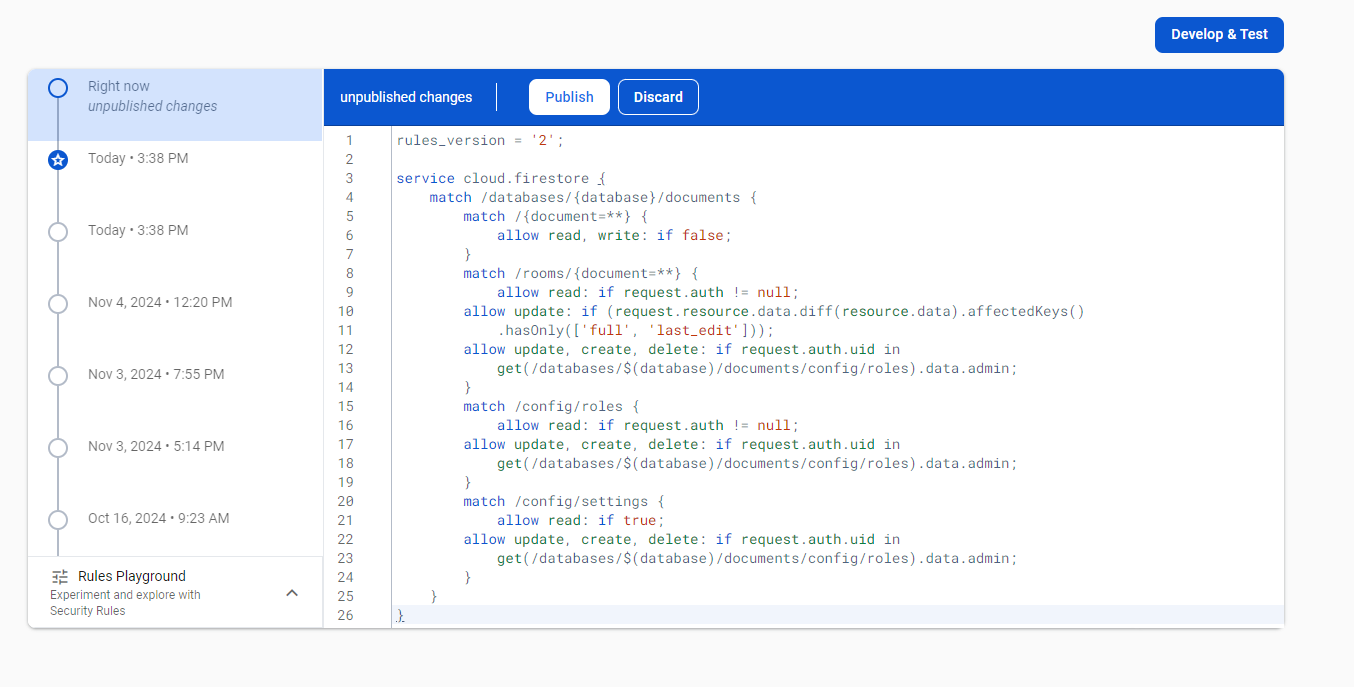 Develop & Test
Right now
unpublished changes
Today • 3:38 PM
Today • 3:38 PM
Nov 4, 2024 • 12:20 PM
Nov 3, 2024 • 7:55 PM
Nov 3, 2024 • 5:14 PM
Oct 16, 2024 • 9:23 AM
Rules Playground
Experiment and explore with
Security Rules
unpublished changes
Publish
Discard
1 rules_version = '2';
2
3 service cloud.firestore {
4     match /databases/{database}/documents {
5         match /{document=**} {
6             allow read, write: if false;
7         }
8         match /rooms/{document=**} {
9             allow read: if request.auth != null;
10         allow update: if (request.resource.data.diff(resource.data).affectedKeys()
11             .hasOnly(['full', 'last_edit']));
12         allow update, create, delete: if request.auth.uid in
13             get(/databases/$(database)/documents/config/roles).data.admin;
14         }
15         match /config/roles {
16             allow read: if request.auth != null;
17         allow update, create, delete: if request.auth.uid in
18             get(/databases/$(database)/documents/config/roles).data.admin;
19         }
20         match /config/settings {
21             allow read: if true;
22         allow update, create, delete: if request.auth.uid in
23             get(/databases/$(database)/documents/config/roles).data.admin;
24         }
25     }
26 }